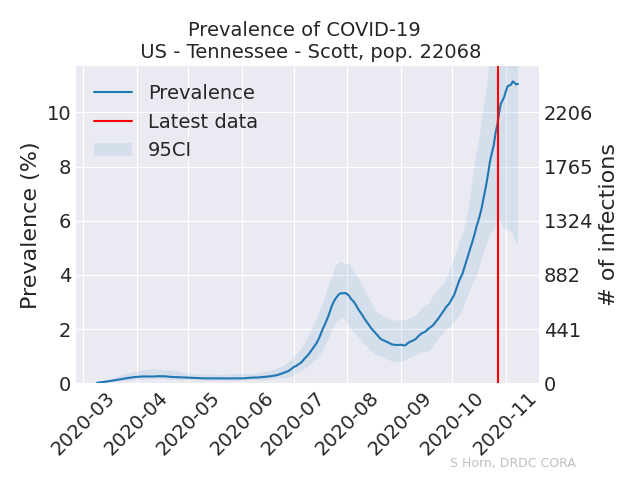 Prevalence of COVID-19
US - Tennessee - Scott, pop. 22068
Prevalence
Latest data
95CI
Prevalence (%)
10
8
6
4
2
0
2206
1765
1324
882
441
0
# of infections
2020-03
2020-04
2020-05
2020-06
2020-07
2020-08
2020-09
2020-10
2020-11
S Horn, DRDC CORA